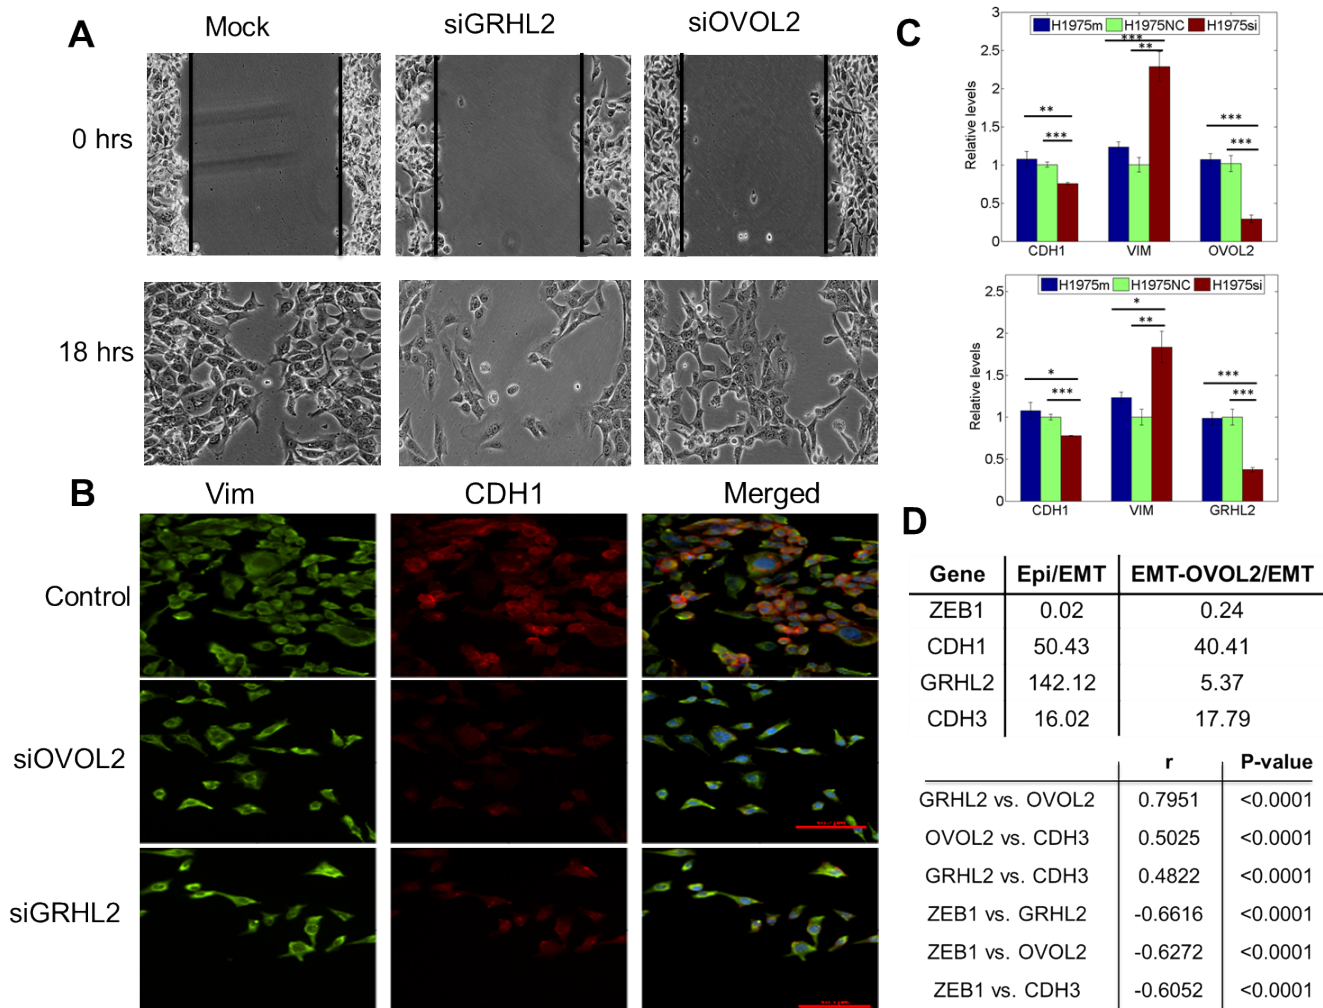 A
Mock
siGRHL2
siOVOL2
0 hrs
18 hrs
B
Vim
CDH1
Merged
Control
siOVOL2
siGRHL2
C
3
2.5
2
1.5
1
0.5
0
Relative levels
H1975m
H1975NC
H1975si
**
***
***
**
***
***
CDH1
VIM
OVOL2
2.5
2
1.5
1
0.5
0
Relative levels
H1975m
H1975NC
H1975si
*
***
*
**
***
***
CDH1
VIM
GRHL2
D
Gene Epi/EMT EMT-OVOL2/EMT
ZEB1 0.02 0.24
CDH1 50.43 40.41
GRHL2 142.12 5.37
CDH3 16.02 17.79
r P-value
GRHL2 vs. OVOL2 0.7951 <0.0001
OVOL2 vs. CDH3 0.5025 <0.0001
GRHL2 vs. CDH3 0.4822 <0.0001
ZEB1 vs. GRHL2 -0.6616 <0.0001
ZEB1 vs. OVOL2 -0.6272 <0.0001
ZEB1 vs. CDH3 -0.6052 <0.0001